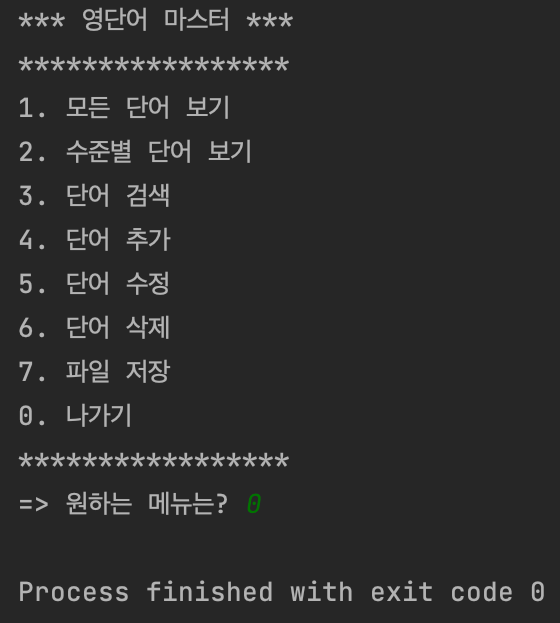 *** 영단어 마스터 ***
*****************
1. 모든 단어 보기
2. 수준별 단어 보기
3. 단어 검색
4. 단어 추가
5. 단어 수정
6. 단어 삭제
7. 파일 저장
0. 나가기
*****************
=> 원하는 메뉴는? 0
Process finished with exit code 0